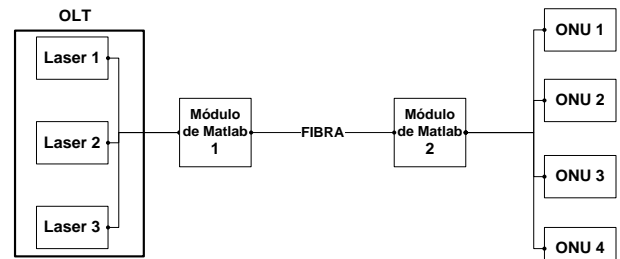 OLT
Laser 1
Laser 2
Laser 3
Módulo
de Matlab
1
FIBRA
Módulo
de Matlab
2
ONU 1
ONU 2
ONU 3
ONU 4